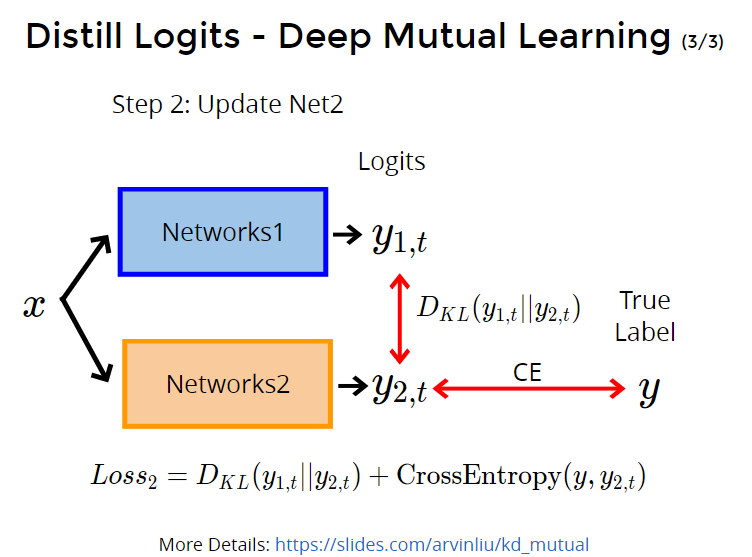 Distill Logits - Deep Mutual Learning (3/3)
Step 2: Update Net2
Logits
Networks1
y_{1,t}
x
D_{KL}(y_{1,t}||y_{2,t})
True
Label
Networks2
y_{2,t}
CE
y
Loss_2 = D_{KL}(y_{1,t}||y_{2,t}) + CrossEntropy(y, y_{2,t})
More Details: https://slides.com/arvinliu/kd_mutual